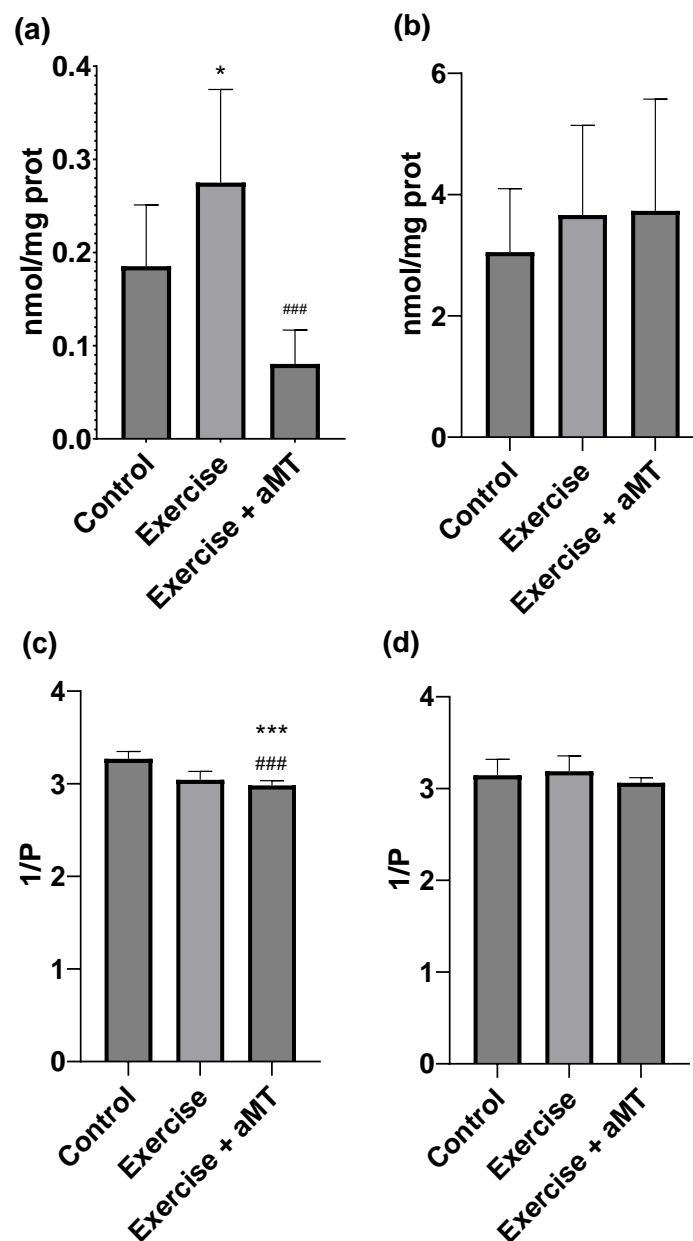 (a)
nmol/mg prot
0.4
0.3
0.2
0.1
0.0
*
###
Control
Exercise
Exercise + aMT
(b)
nmol/mg prot
6
4
2
0
Control
Exercise
Exercise + aMT
(c)
1/P
4
3
2
1
0
***
###
Control
Exercise
Exercise + aMT
(d)
1/P
4
3
2
1
0
Control
Exercise
Exercise + aMT